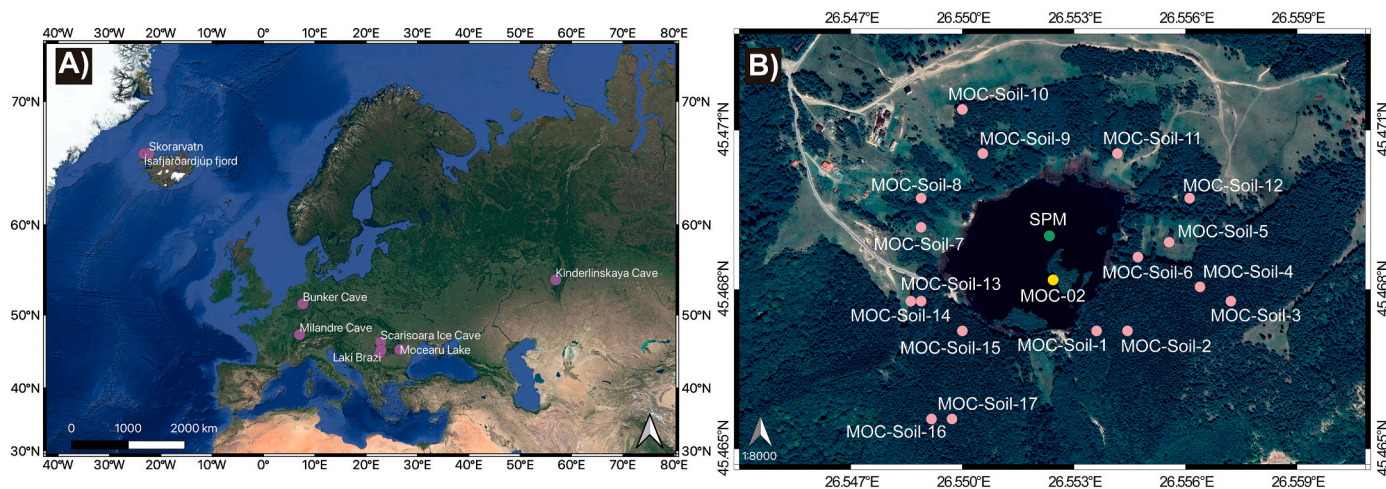 A)
40°W 30°W 20°W 10°W 0° 10°E 20°E 30°E 40°E 50°E 60°E 70°E 80°E
70°N 70°N
60°N 60°N
50°N 50°N
40°N 40°N
30°N 30°N
Skorarvatn
Ísafjarðardjúp fjord
Kinderlinskaya Cave
Bunker Cave
Milandre Cave
Scarisoara Ice Cave
Laki Brazi
Mocearu Lake
0 1000 2000 km
40°W 30°W 20°W 10°W 0° 10°E 20°E 30°E 40°E 50°E 60°E 70°E 80°E
B)
26.547°E 26.550°E 26.553°E 26.556°E 26.559°E
45.471°N 45.471°N
45.468°N 45.468°N
45.465°N 45.465°N
MOC-Soil-10
MOC-Soil-9
MOC-Soil-11
MOC-Soil-8
MOC-Soil-12
SPM
MOC-Soil-7
MOC-Soil-5
MOC-Soil-6
MOC-Soil-4
MOC-Soil-13
MOC-02
MOC-Soil-14
MOC-Soil-3
MOC-Soil-15
MOC-Soil-1
MOC-Soil-2
MOC-Soil-17
MOC-Soil-16
1:8000
26.547°E 26.550°E 26.553°E 26.556°E 26.559°E